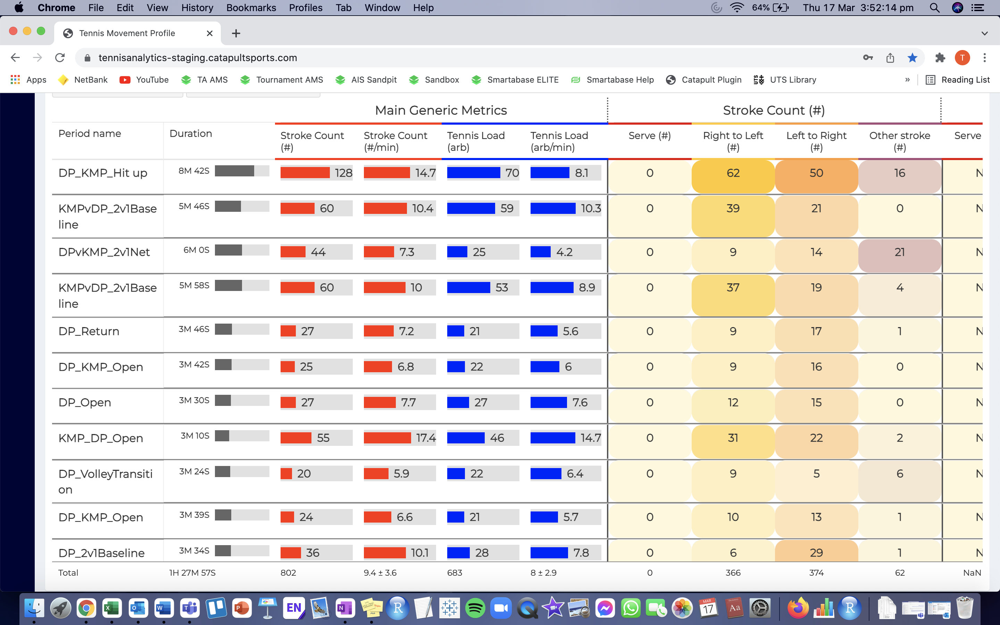 Chrome File Edit View History Bookmarks Profiles Tab Window Help 64% Thu 17 Mar 3:52:14 pm
Tennis Movement Profile
tennisanalytics-staging.catapultsports.com T
Apps NetBank YouTube TA AMS Tournament AMS AIS Sandpit Sandbox Smartabase ELITE Smartabase Help Catapult Plugin UTS Library » Reading List
Main Generic Metrics Stroke Count (#)
Period name Duration Stroke Count Stroke Count Tennis Load Tennis Load Serve (#) Right to Left Left to Right Other stroke Serve
(#) (#/min) (arb) (arb/min) (#) (#) (#)
DP_KMP_Hit up 8M 42S 128 14.7 70 8.1 0 62 50 16 N
KMPvDP_2v1Base 5M 46S 60 10.4 59 10.3 0 39 21 0 N
line
DPvKMP_2v1Net 6M 0S 44 7.3 25 4.2 0 9 14 21 N
KMPvDP_2v1Base 5M 58S 60 10 53 8.9 0 37 19 4 N
line
DP_Return 3M 46S 27 7.2 21 5.6 0 9 17 1 N
DP_KMP_Open 3M 42S 25 6.8 22 6 0 9 16 0 N
DP_Open 3M 30S 27 7.7 27 7.6 0 12 15 0 N
KMP_DP_Open 3M 10S 55 17.4 46 14.7 0 31 22 2 N
DP_VolleyTransiti 3M 24S 20 5.9 22 6.4 0 9 5 6 N
on
DP_KMP_Open 3M 39S 24 6.6 21 5.7 0 10 13 1 N
DP_2v1Baseline 3M 34S 36 10.1 28 7.8 0 6 29 1 N
Total 1H 27M 57S 802 9.4 ± 3.6 683 8 ± 2.9 0 366 374 62 NaN
EN MAR
17
Aa